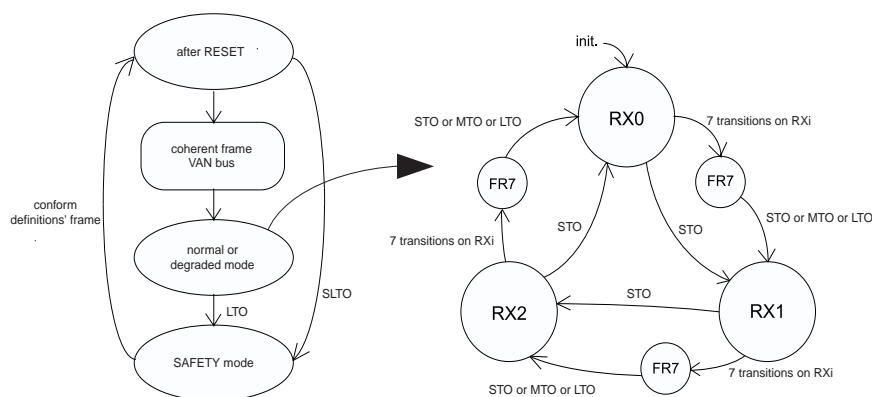 after RESET
coherent frame
VAN bus
conform
definitions' frame
normal or
degraded mode
SLTO
LTO
SAFETY mode
init.
RX0
STO or MTO or LTO
7 transitions on RXi
FR7
FR7
STO or MTO or LTO
STO
STO
7 transitions on RXi
STO
RX2
RX1
FR7
STO or MTO or LTO
7 transitions on RXi